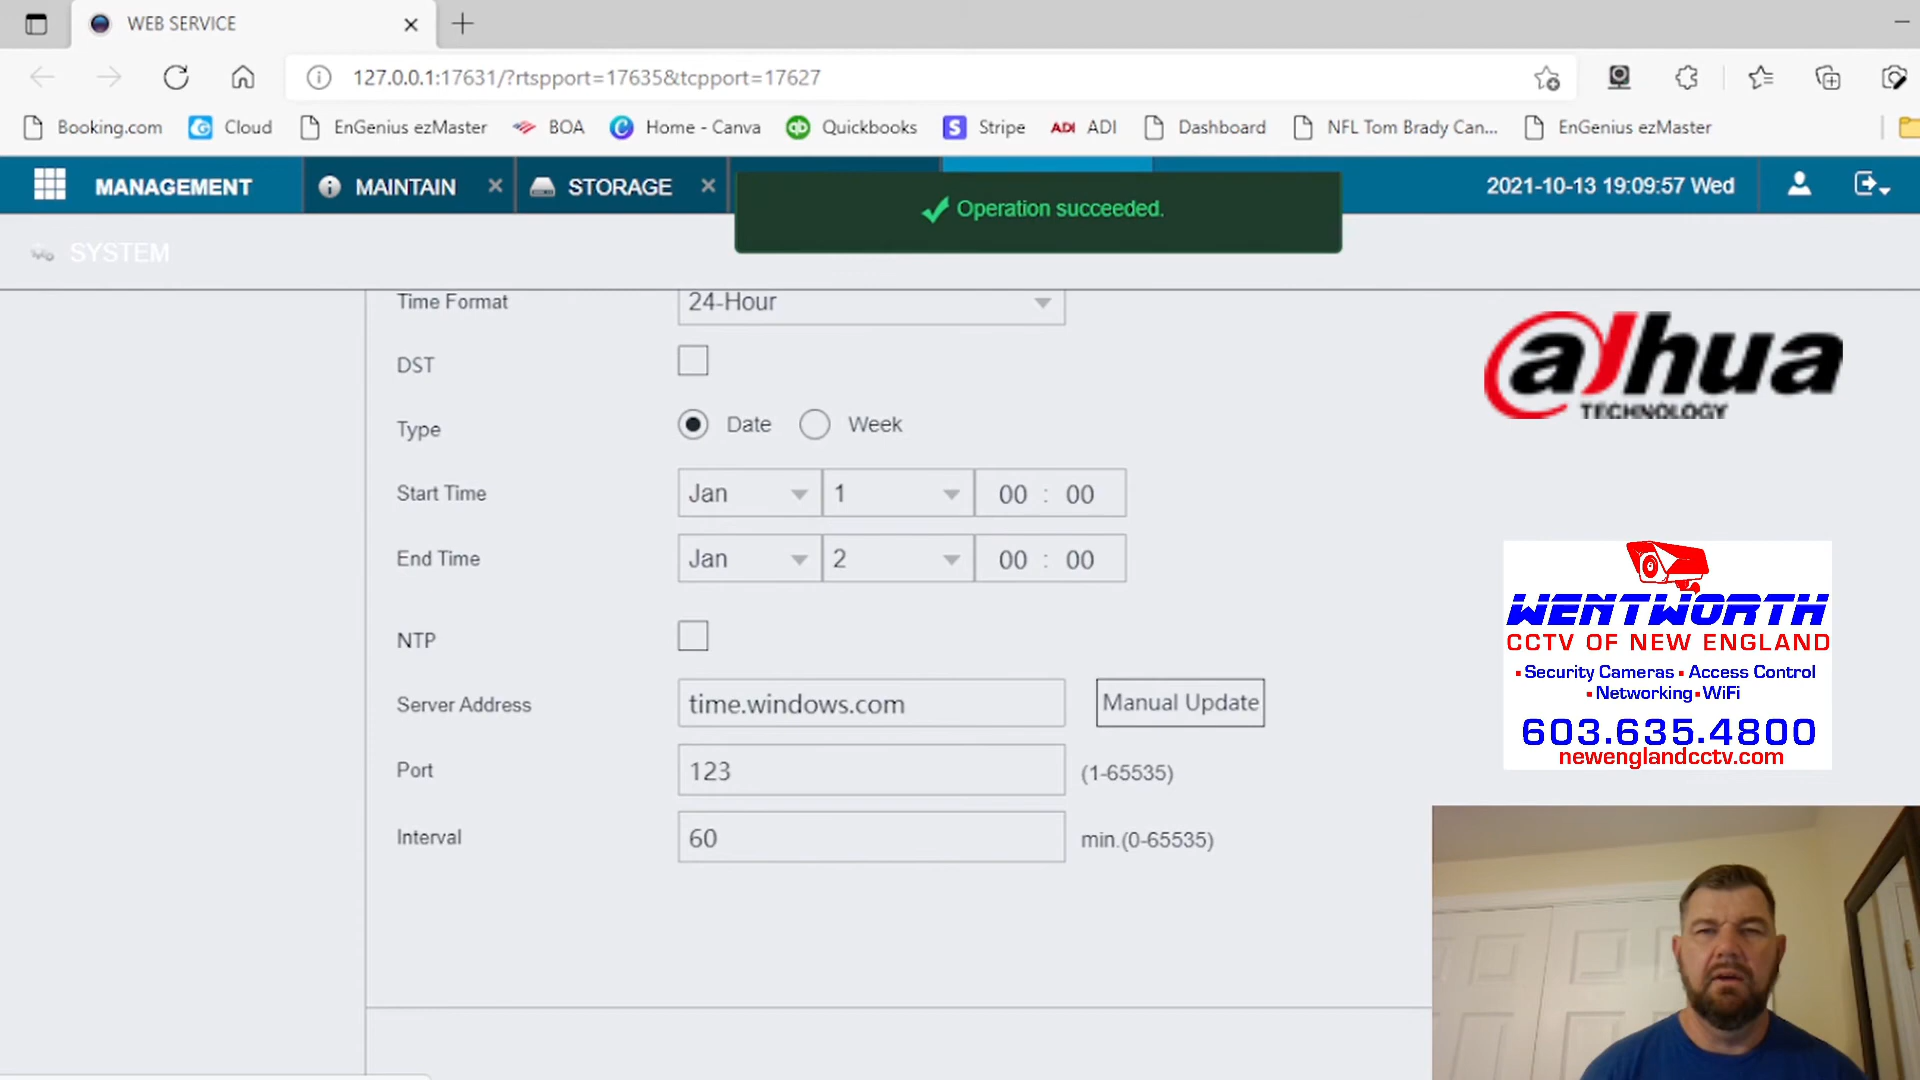 WEB SERVICE
127.0.0.1:17631/?rtspport=17635&tcpport=17627
Booking.com Cloud EnGenius ezMaster BOA Home - Canva Quickbooks Stripe ADI ADI Dashboard NFL Tom Brady Can... EnGenius ezMaster
MANAGEMENT MAINTAIN STORAGE 2021-10-13 19:09:57 Wed
Operation succeeded.
SYSTEM
Time Format 24-Hour
DST
Type Date Week
Start Time Jan 1 00 : 00
End Time Jan 2 00 : 00
NTP
Server Address time.windows.com Manual Update
Port 123 (1-65535)
Interval 60 min.(0-65535)
alhua
TECHNOLOGY
WENTWORTH
CCTV OF NEW ENGLAND
▪Security Cameras ▪ Access Control
▪ Networking ▪ WiFi
603.635.4800
newenglandcctv.com